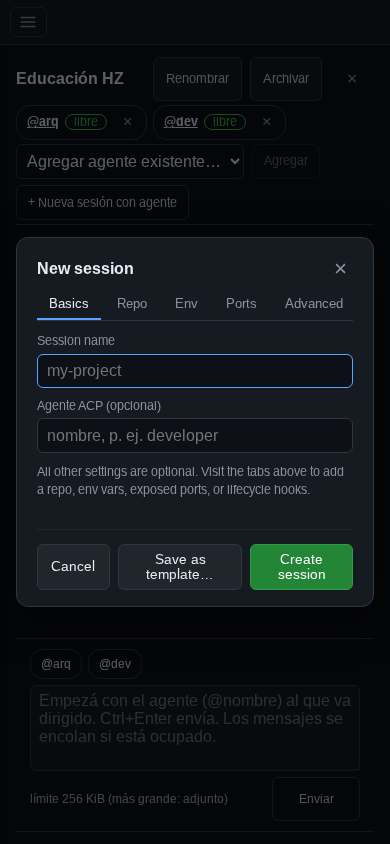 Educación HZ
Renombrar
Archivar
×
@arq libre ×
@dev libre ×
Agregar agente existente…
Agregar
+ Nueva sesión con agente
New session
×
Basics
Repo
Env
Ports
Advanced
Session name
my-project
Agente ACP (opcional)
nombre, p. ej. developer
All other settings are optional. Visit the tabs above to add
a repo, env vars, exposed ports, or lifecycle hooks.
Cancel
Save as
template…
Create
session
@arq
@dev
Empezá con el agente (@nombre) al que va
dirigido. Ctrl+Enter envía. Los mensajes se
encolan si está ocupado.
límite 256 KiB (más grande: adjunto)
Enviar